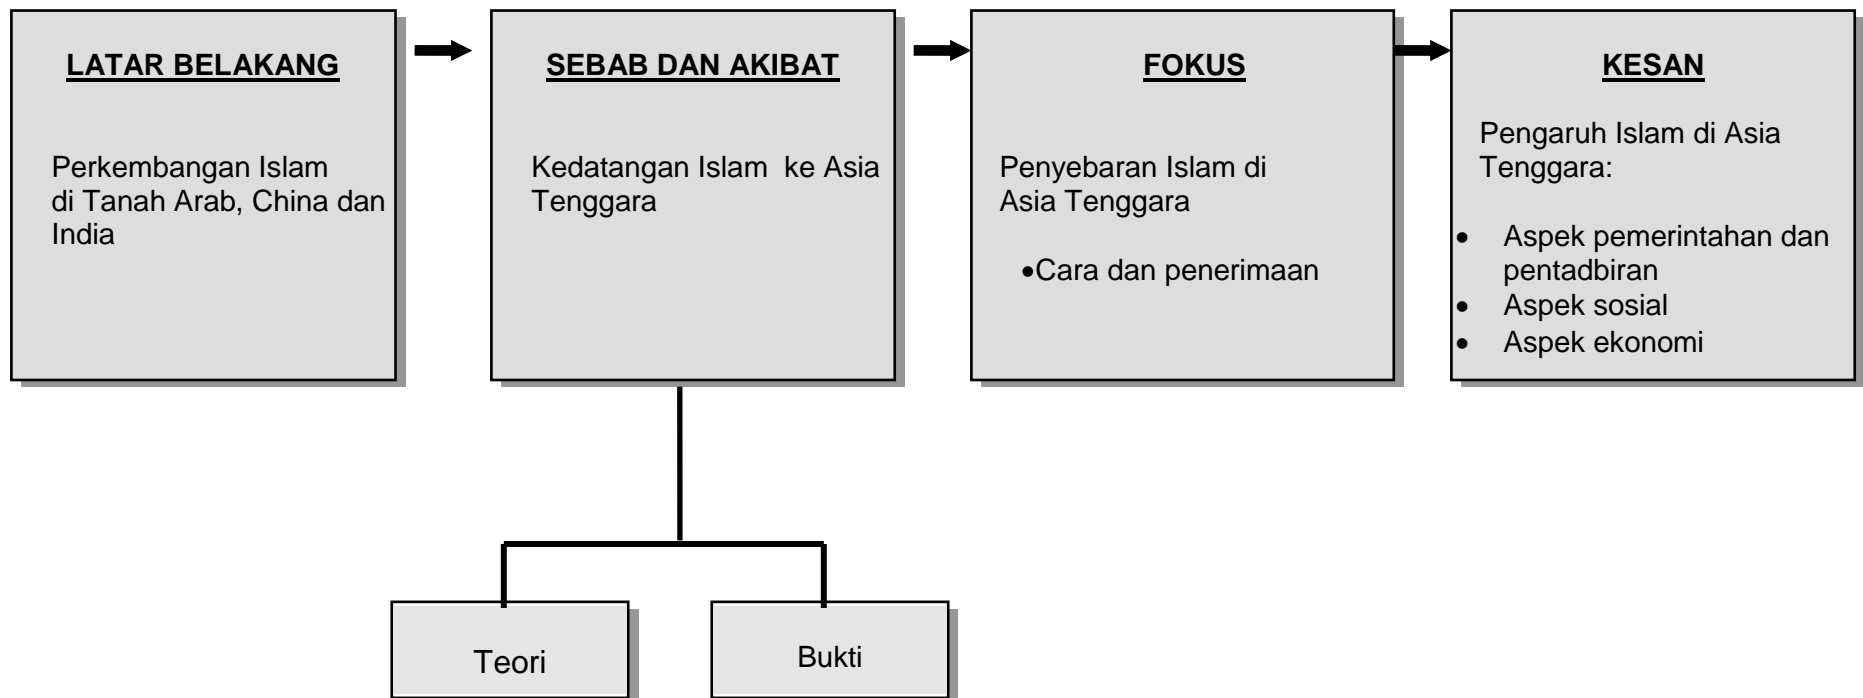 LATAR BELAKANG
Perkembangan Islam
di Tanah Arab, China dan
India
SEBAB DAN AKIBAT
Kedatangan Islam  ke Asia
Tenggara
FOKUS
Penyebaran Islam di
Asia Tenggara
•Cara dan penerimaan
KESAN
Pengaruh Islam di Asia
Tenggara:
• Aspek pemerintahan dan
pentadbiran
• Aspek sosial
• Aspek ekonomi
Teori
Bukti